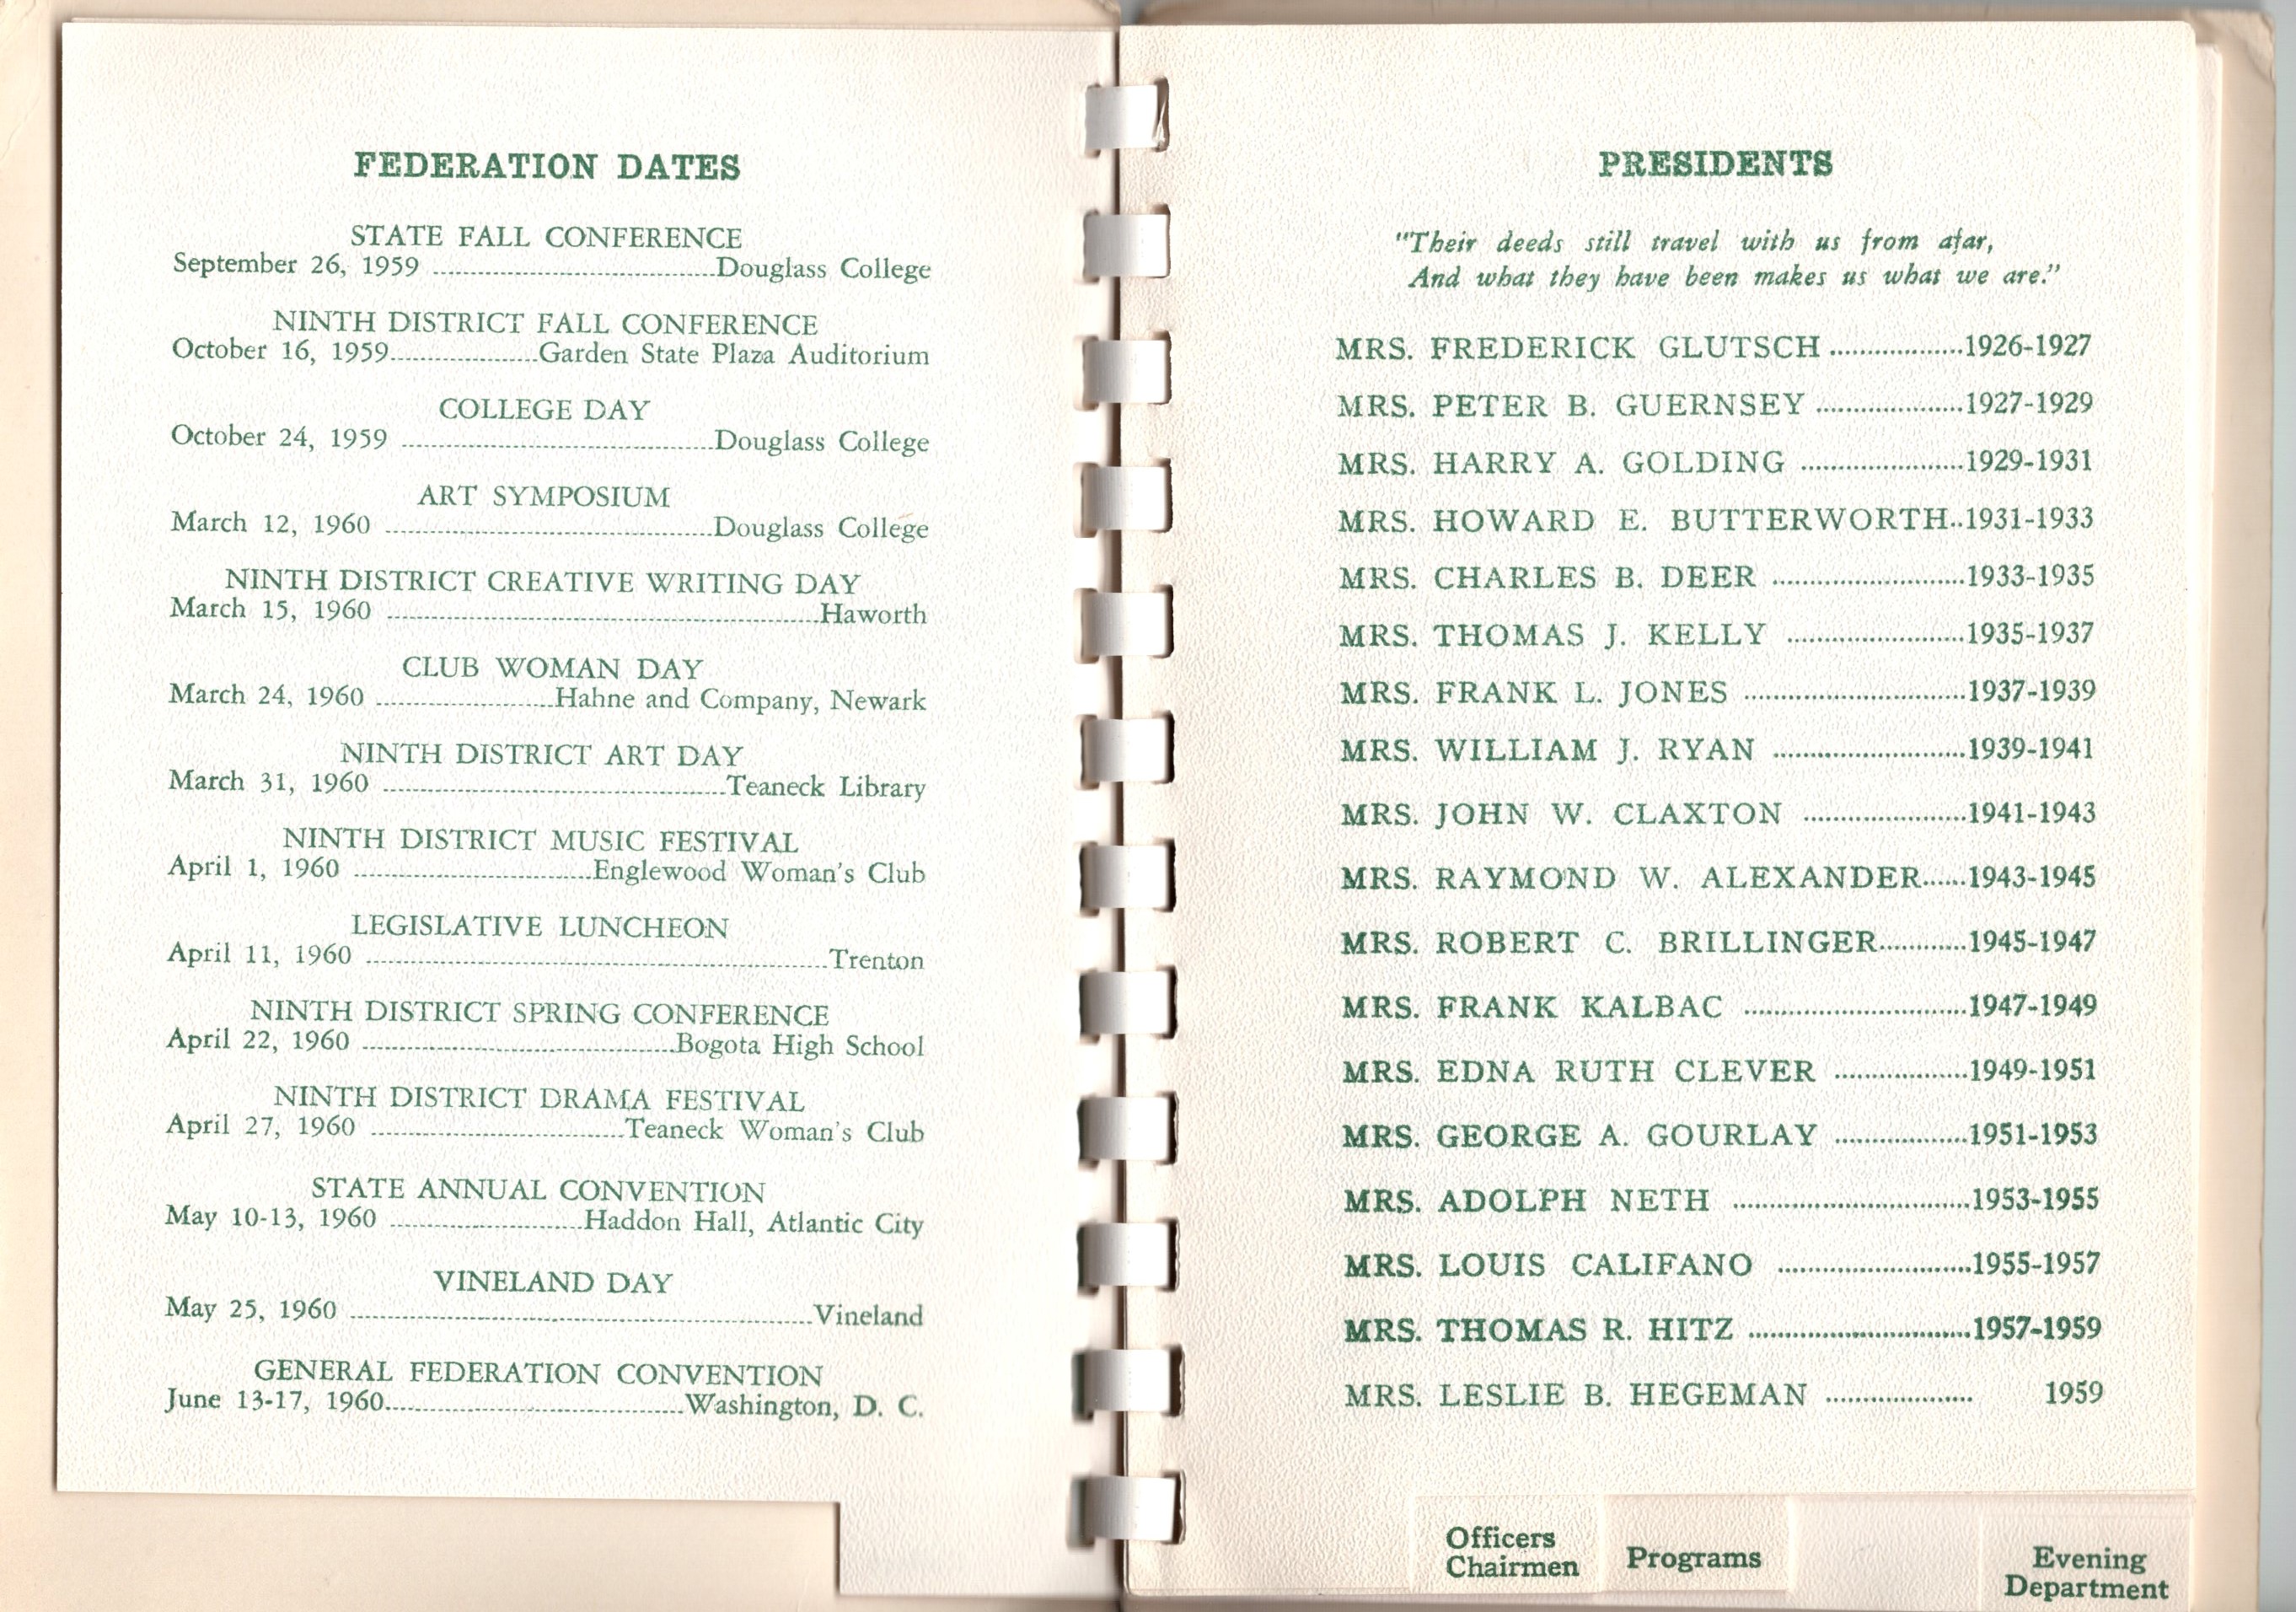 FEDERATION DATES
STATE FALL CONFERENCE
September 26, 1959 ........................Douglass College
NINTH DISTRICT FALL CONFERENCE
October 16, 1959................Garden State Plaza Auditorium
COLLEGE DAY
October 24, 1959 ........................Douglass College
ART SYMPOSIUM
March 12, 1960 ........................Douglass College
NINTH DISTRICT CREATIVE WRITING DAY
March 15, 1960 ........................Haworth
CLUB WOMAN DAY
March 24, 1960 ................Hahne and Company, Newark
NINTH DISTRICT ART DAY
March 31, 1960 ........................Teaneck Library
NINTH DISTRICT MUSIC FESTIVAL
April 1, 1960 ........................Englewood Woman's Club
LEGISLATIVE LUNCHEON
April 11, 1960 ........................Trenton
NINTH DISTRICT SPRING CONFERENCE
April 22, 1960 ........................Bogota High School
NINTH DISTRICT DRAMA FESTIVAL
April 27, 1960 ........................Teaneck Woman's Club
STATE ANNUAL CONVENTION
May 10-13, 1960 ................Haddon Hall, Atlantic City
VINELAND DAY
May 25, 1960 ........................Vineland
GENERAL FEDERATION CONVENTION
June 13-17, 1960........................Washington, D. C.
PRESIDENTS
"Their deeds still travel with us from afar,
And what they have been makes us what we are."
MRS. FREDERICK GLUTSCH ..................1926-1927
MRS. PETER B. GUERNSEY ..................1927-1929
MRS. HARRY A. GOLDING ....................1929-1931
MRS. HOWARD E. BUTTERWORTH..1931-1933
MRS. CHARLES B. DEER ........................1933-1935
MRS. THOMAS J. KELLY ......................1935-1937
MRS. FRANK L. JONES ..........................1937-1939
MRS. WILLIAM J. RYAN ........................1939-1941
MRS. JOHN W. CLAXTON ....................1941-1943
MRS. RAYMOND W. ALEXANDER......1943-1945
MRS. ROBERT C. BRILLINGER............1945-1947
MRS. FRANK KALBAC ..........................1947-1949
MRS. EDNA RUTH CLEVER ................1949-1951
MRS. GEORGE A. GOURLAY ................1951-1953
MRS. ADOLPH NETH ............................1953-1955
MRS. LOUIS CALIFANO ........................1955-1957
MRS. THOMAS R. HITZ ..........................1957-1959
MRS. LESLIE B. HEGEMAN .................. 1959
Officers
Chairmen
Programs
Evening
Department